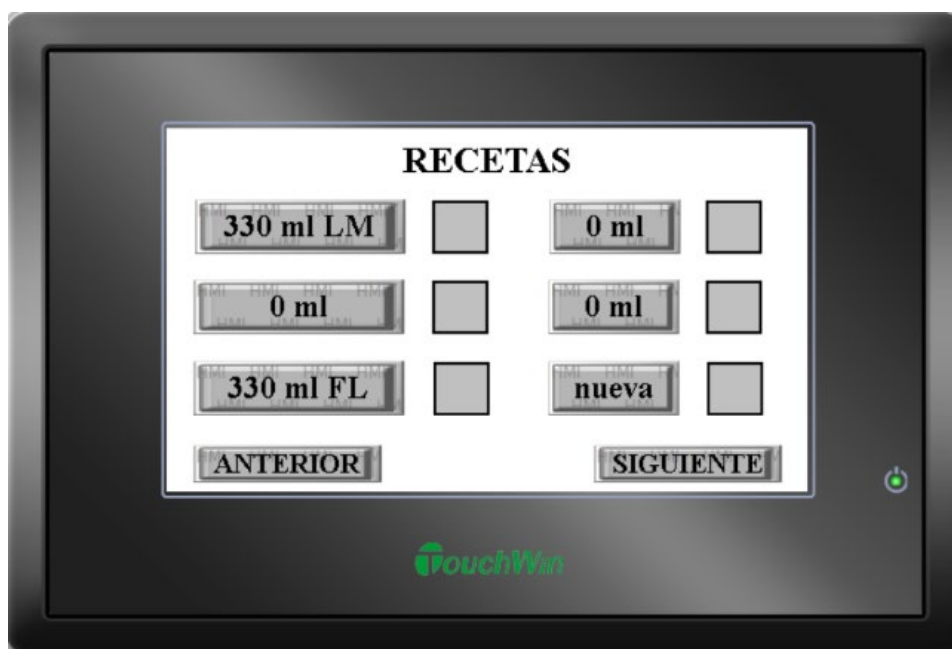 RECETAS
330 ml LM
0 ml
0 ml
0 ml
330 ml FL
nueva
ANTERIOR
SIGUIENTE
TouchWin